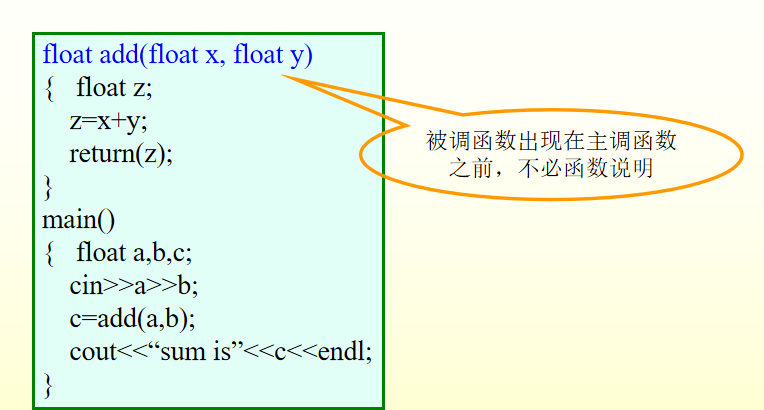 float add(float x, float y)
{ float z;
z=x+y;
return(z);
}
main()
{ float a,b,c;
cin>>a>>b;
c=add(a,b);
cout<<“sum is”<<c<<endl;
}
被调函数出现在主调函数
之前，不必函数说明